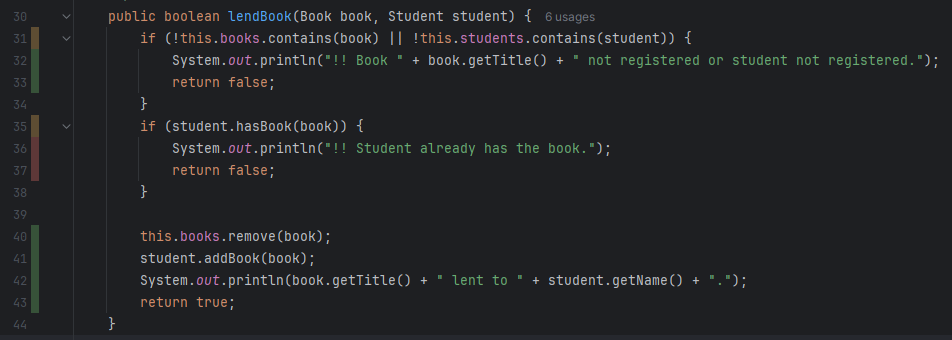 30 public boolean lendBook(Book book, Student student) { 6 usages
31 if (!this.books.contains(book) || !this.students.contains(student)) {
32 System.out.println("!! Book " + book.getTitle() + " not registered or student not registered.");
33 return false;
34 }
35 if (student.hasBook(book)) {
36 System.out.println("!! Student already has the book.");
37 return false;
38 }
39
40 this.books.remove(book);
41 student.addBook(book);
42 System.out.println(book.getTitle() + " lent to " + student.getName() + ".");
43 return true;
44 }